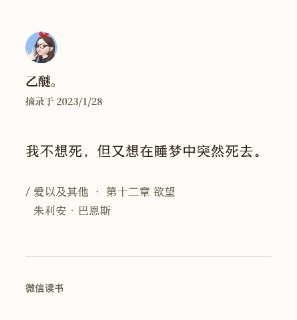 乙醚。
摘录于 2023/1/28
我不想死，但又想在睡梦中突然死去。
/ 爱以及其他 · 第十二章 欲望
朱利安 · 巴恩斯
微信读书